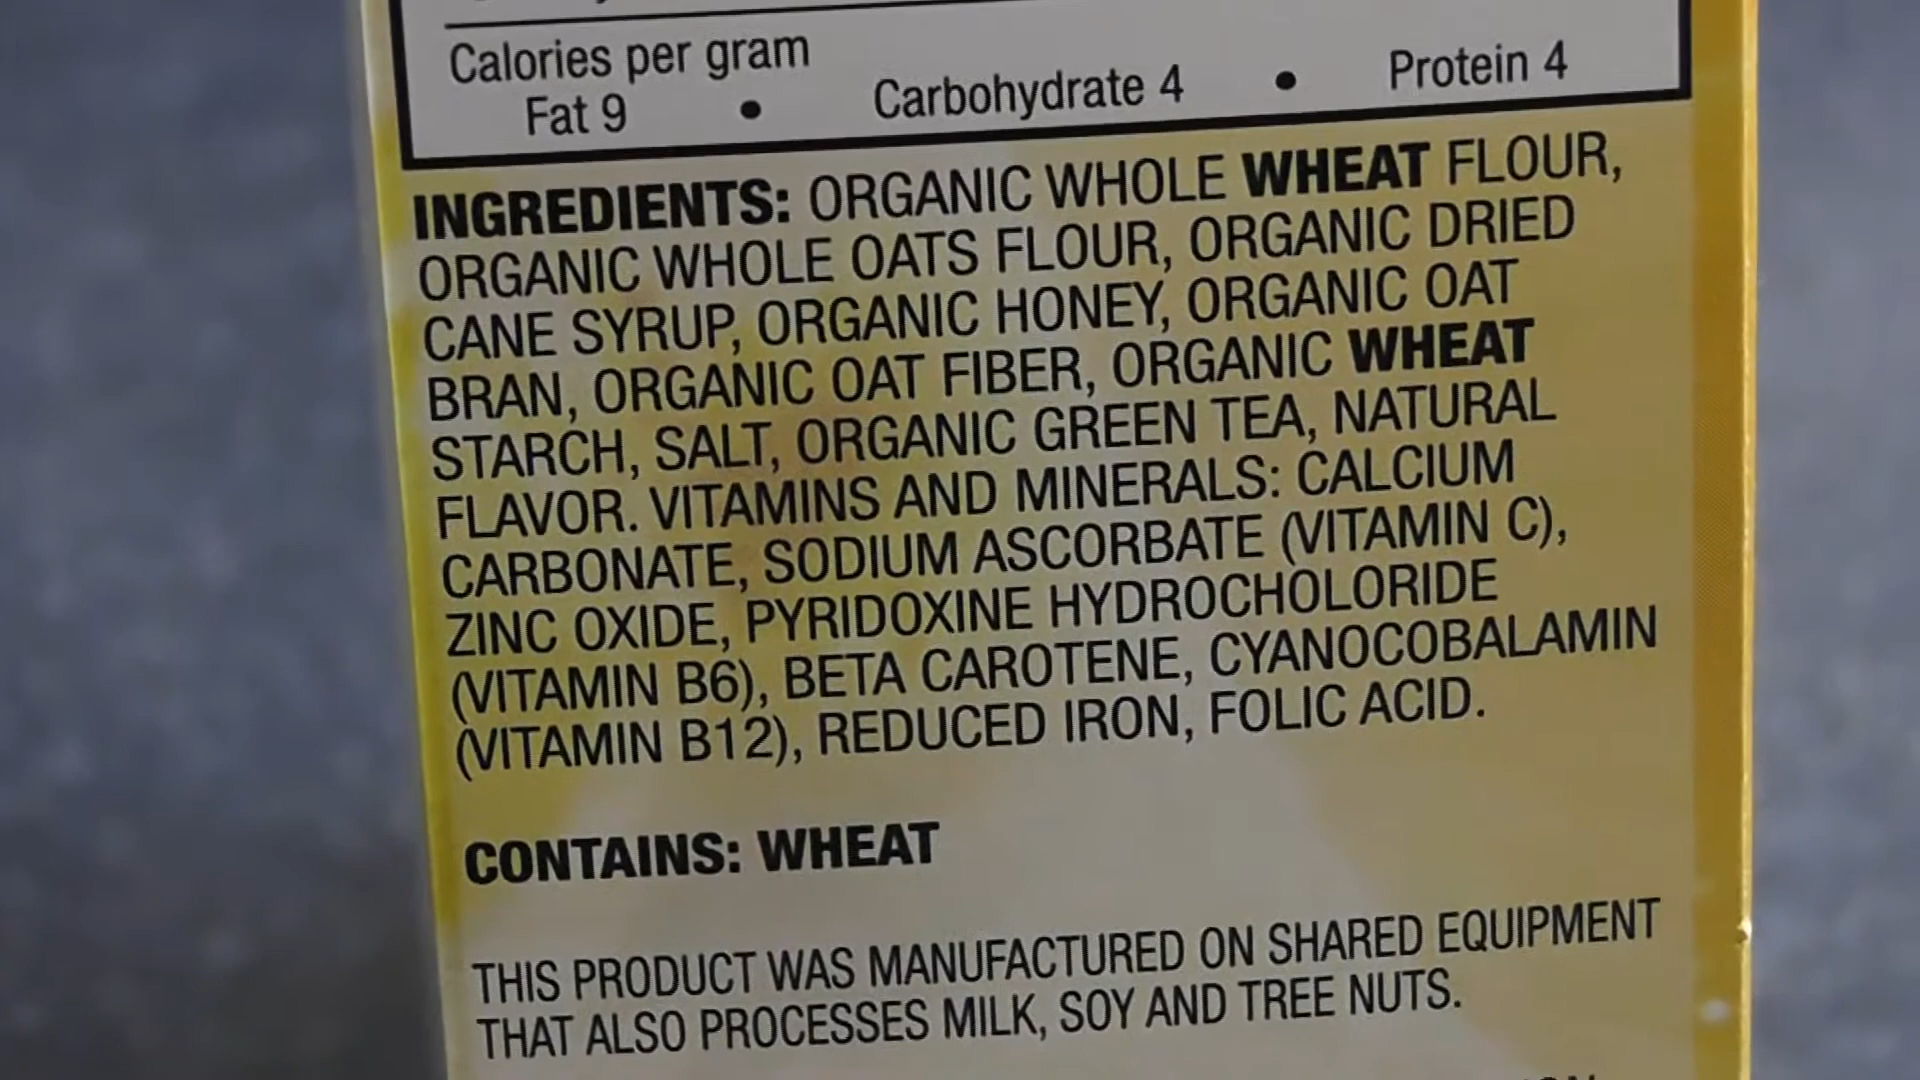 Calories per gram
Fat 9 • Carbohydrate 4 • Protein 4
INGREDIENTS: ORGANIC WHOLE WHEAT FLOUR,
ORGANIC WHOLE OATS FLOUR, ORGANIC DRIED
CANE SYRUP, ORGANIC HONEY, ORGANIC OAT
BRAN, ORGANIC OAT FIBER, ORGANIC WHEAT
STARCH, SALT, ORGANIC GREEN TEA, NATURAL
FLAVOR. VITAMINS AND MINERALS: CALCIUM
CARBONATE, SODIUM ASCORBATE (VITAMIN C),
ZINC OXIDE, PYRIDOXINE HYDROCHOLORIDE
(VITAMIN B6), BETA CAROTENE, CYANOCOBALAMIN
(VITAMIN B12), REDUCED IRON, FOLIC ACID.
CONTAINS: WHEAT
THIS PRODUCT WAS MANUFACTURED ON SHARED EQUIPMENT
THAT ALSO PROCESSES MILK, SOY AND TREE NUTS.